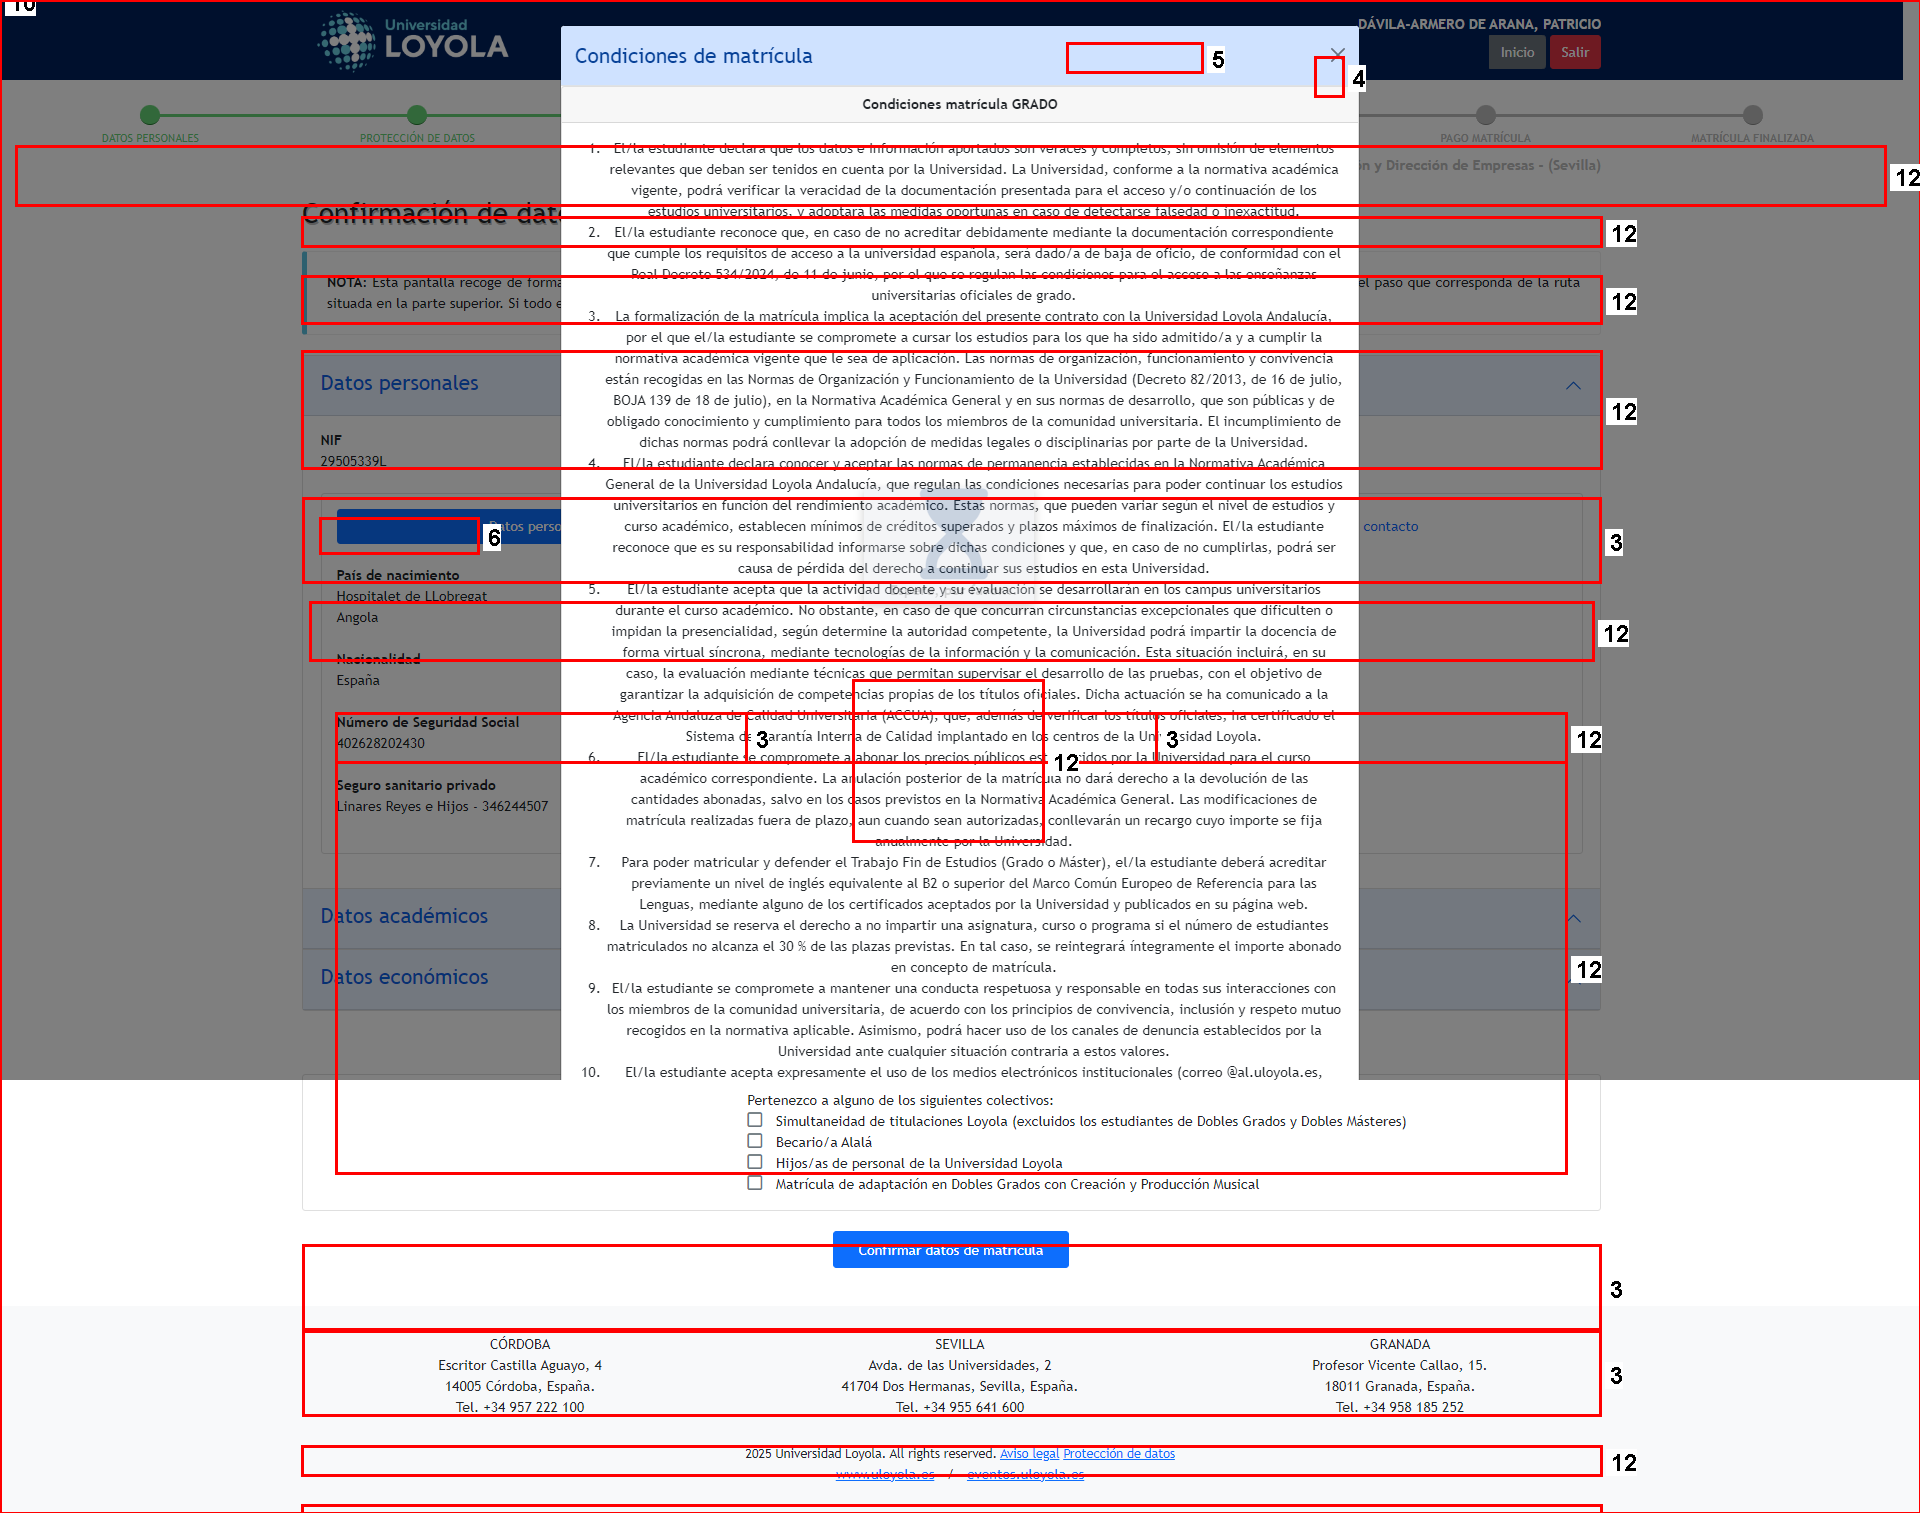 10
Universidad
LOYOLA
DÁVILA-ARMERO DE ARANA, PATRICIO
Inicio
Salir
Condiciones de matrícula
5
4
Condiciones matrícula GRADO
DATOS PERSONALES
PROTECCIÓN DE DATOS
PAGO MATRÍCULA
MATRÍCULA FINALIZADA
1. El/la estudiante declara que los datos e información aportados son veraces y completos, sin omisión de elementos
relevantes que deban ser tenidos en cuenta por la Universidad. La Universidad, conforme a la normativa académica
vigente, podrá verificar la veracidad de la documentación presentada para el acceso y/o continuación de los
estudios universitarios, y adoptará las medidas oportunas en caso de detectarse falsedad o inexactitud.
y Dirección de Empresas - (Sevilla)
12
Confirmación de
12
2. El/la estudiante reconoce que, en caso de no acreditar debidamente mediante la documentación correspondiente
que cumple los requisitos de acceso a la universidad española, será dado/a de baja de oficio, de conformidad con el
Real Decreto 534/2024, de 11 de junio, por el que se regulan las condiciones para el acceso a las enseñanzas
universitarias oficiales de grado.
NOTA: Esta pantalla recoge de
el paso que corresponda de la ruta
situada en la parte superior. Si todo
12
3. La formalización de la matrícula implica la aceptación del presente contrato con la Universidad Loyola Andalucía,
por el que el/la estudiante se compromete a cursar los estudios para los que ha sido admitido/a y a cumplir la
normativa académica vigente que le sea de aplicación. Las normas de organización, funcionamiento y convivencia
están recogidas en las Normas de Organización y Funcionamiento de la Universidad (Decreto 82/2013, de 16 de julio,
BOJA 139 de 18 de julio), en la Normativa Académica General y en sus normas de desarrollo, que son públicas y de
obligado conocimiento y cumplimiento para todos los miembros de la comunidad universitaria. El incumplimiento de
dichas normas podrá conllevar la adopción de medidas legales o disciplinarias por parte de la Universidad.
Datos personales
12
NIF
29505339L
4. El/la estudiante declara conocer y aceptar las normas de permanencia establecidas en la Normativa Académica
General de la Universidad Loyola Andalucía, que regulan las condiciones necesarias para poder continuar los estudios
universitarios en función del rendimiento académico. Estas normas, que pueden variar según el nivel de estudios y
curso académico, establecen mínimos de créditos superados y plazos máximos de finalización. El/la estudiante
reconoce que es su responsabilidad informarse sobre dichas condiciones y que, en caso de no cumplirlas, podrá ser
causa de pérdida del derecho a continuar sus estudios en esta Universidad.
Datos
contacto
6
3
País de nacimiento
Hospitalet de LLobregat
Angola
5. El/la estudiante acepta que la actividad docente y su evaluación se desarrollarán en los campus universitarios
durante el curso académico. No obstante, en caso de que concurran circunstancias excepcionales que dificulten o
impidan la presencialidad, según determine la autoridad competente, la Universidad podrá impartir la docencia de
forma virtual síncrona, mediante tecnologías de la información y la comunicación. Esta situación incluirá, en su
caso, la evaluación mediante técnicas que permitan supervisar el desarrollo de las pruebas, con el objetivo de
garantizar la adquisición de competencias propias de los títulos oficiales. Dicha actuación se ha comunicado a la
Agencia Andaluza de Calidad Universitaria (ACCUA), que, además de verificar los títulos oficiales, ha certificado el
Sistema de Garantía Interna de Calidad implantado en los centros de la Universidad Loyola.
12
Nacionalidad
España
Número de Seguridad Social
402628202430
3
3
12
12
6. El/la estudiante se compromete a abonar los precios públicos establecidos por la Universidad para el curso
académico correspondiente. La anulación posterior de la matrícula no dará derecho a la devolución de las
cantidades abonadas, salvo en los casos previstos en la Normativa Académica General. Las modificaciones de
matrícula realizadas fuera de plazo, aun cuando sean autorizadas, conllevarán un recargo cuyo importe se fija
anualmente por la Universidad.
Seguro sanitario privado
Linares Reyes e Hijos - 346244507
7. Para poder matricular y defender el Trabajo Fin de Estudios (Grado o Máster), el/la estudiante deberá acreditar
previamente un nivel de inglés equivalente al B2 o superior del Marco Común Europeo de Referencia para las
Lenguas, mediante alguno de los certificados aceptados por la Universidad y publicados en su página web.
8. La Universidad se reserva el derecho a no impartir una asignatura, curso o programa si el número de estudiantes
matriculados no alcanza el 30 % de las plazas previstas. En tal caso, se reintegrará íntegramente el importe abonado
en concepto de matrícula.
Datos académicos
Datos económicos
12
9. El/la estudiante se compromete a mantener una conducta respetuosa y responsable en todas sus interacciones con
los miembros de la comunidad universitaria, de acuerdo con los principios de convivencia, inclusión y respeto mutuo
recogidos en la normativa aplicable. Asimismo, podrá hacer uso de los canales de denuncia establecidos por la
Universidad ante cualquier situación contraria a estos valores.
10. El/la estudiante acepta expresamente el uso de los medios electrónicos institucionales (correo @al.uloyola.es,
Pertenezco a alguno de los siguientes colectivos:
Simultaneidad de titulaciones Loyola (excluidos los estudiantes de Dobles Grados y Dobles Másteres)
Becario/a Alalá
Hijos/as de personal de la Universidad Loyola
Matrícula de adaptación en Dobles Grados con Creación y Producción Musical
Confirmar datos de matrícula
3
CÓRDOBA
Escritor Castilla Aguayo, 4
14005 Córdoba, España.
Tel. +34 957 222 100
SEVILLA
Avda. de las Universidades, 2
41704 Dos Hermanas, Sevilla, España.
Tel. +34 955 641 600
GRANADA
Profesor Vicente Callao, 15.
18011 Granada, España.
Tel. +34 958 185 252
3
2025 Universidad Loyola. All rights reserved. Aviso legal Protección de datos
www.uloyola.es / eventos.uloyola.es
12